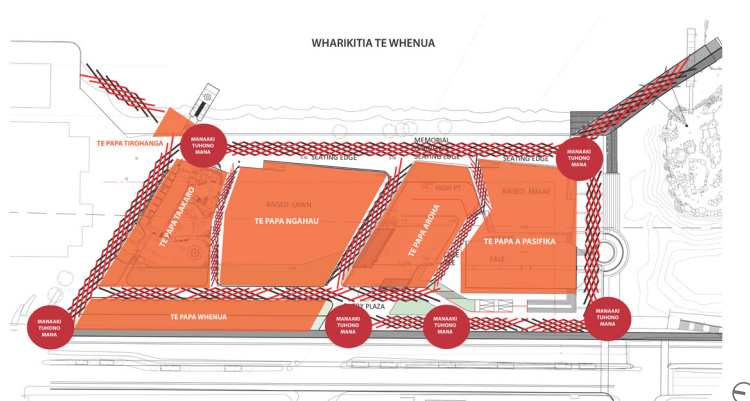 WHARIKITIA TE WHENUA
TE PAPA TIROHANGA
MANAAKI
TUHONO
MANA
SEATING EDGE
MEMORIAL
SEATING EDGE
SEATING EDGE
MANAAKI
TUHONO
MANA
TE PAPA TAAKARO
RAISED LAWN
TE PAPA NGAHAU
HIGH PT
TE PAPA AROHA
RAISED MALAE
TE PAPA A PASIFIKA
FALE
TE PAPA WHENUA
PLAZA
MANAAKI
TUHONO
MANA
MANAAKI
TUHONO
MANA
MANAAKI
TUHONO
MANA
MANAAKI
TUHONO
MANA